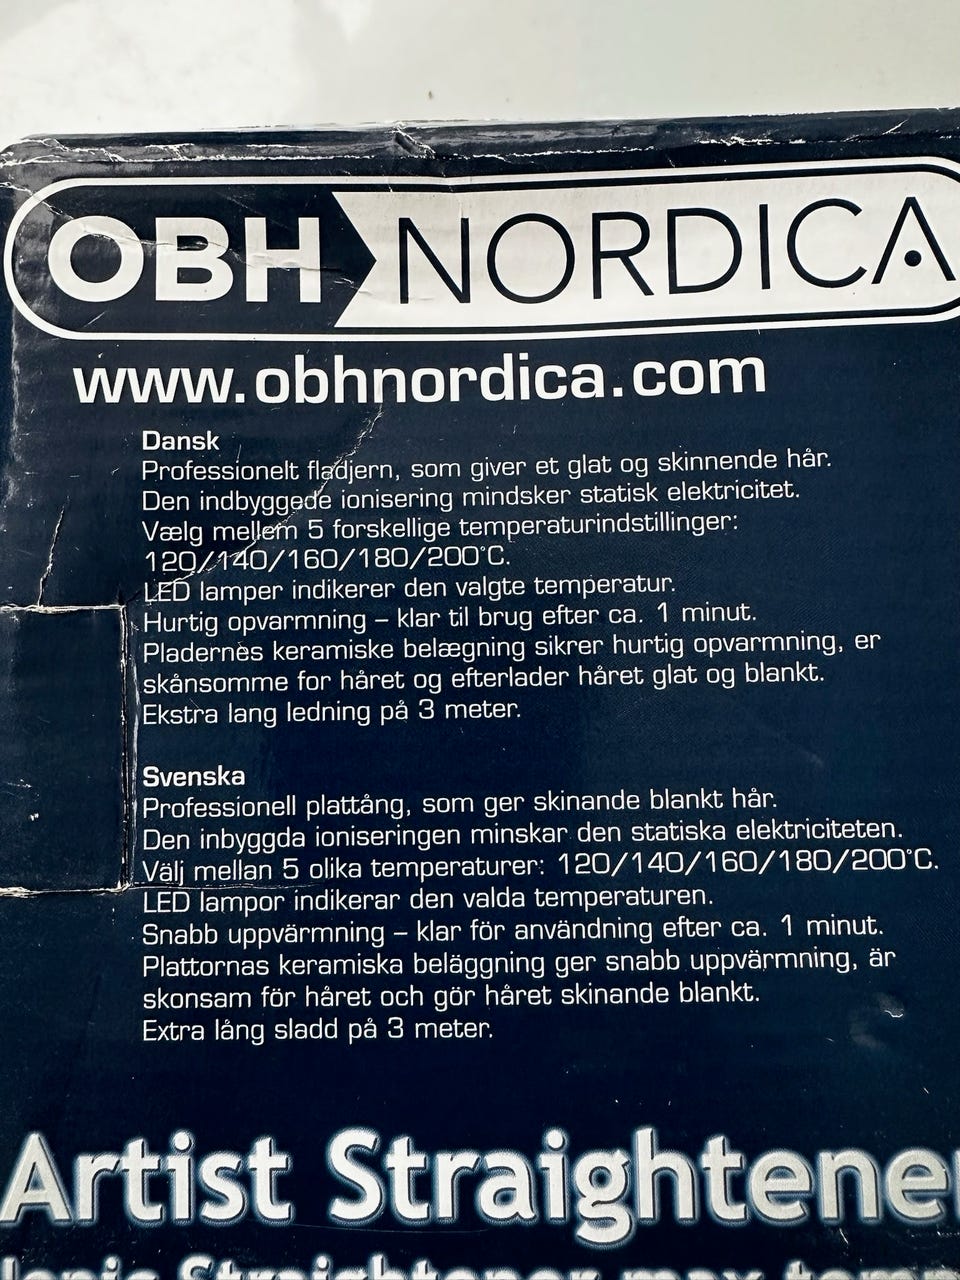 OBH NORDICA
www.obhnordica.com
Dansk
Professionelt fladjern, som giver et glat og skinnende hår.
Den indbyggede ionisering mindsker statisk elektricitet.
Vælg mellem 5 forskellige temperaturindstillinger:
120/140/160/180/200°C.
LED lamper indikerer den valgte temperatur.
Hurtig opvarmning – klar til brug efter ca. 1 minut.
Pladernes keramiske belægning sikrer hurtig opvarmning, er
skånsomme for håret og efterlader håret glat og blankt.
Ekstra lang ledning på 3 meter.
Svenska
Professionell plattång, som ger skinande blankt hår.
Den inbyggda ioniseringen minskar den statiska elektriciteten.
Välj mellan 5 olika temperaturer: 120/140/160/180/200°C.
LED lampor indikerar den valda temperaturen.
Snabb uppvärmning – klar för användning efter ca. 1 minut.
Plattornas keramiska beläggning ger snabb uppvärmning, är
skonsam för håret och gör håret skinande blankt.
Extra lång sladd på 3 meter.
Artist Straightener
Straightener max